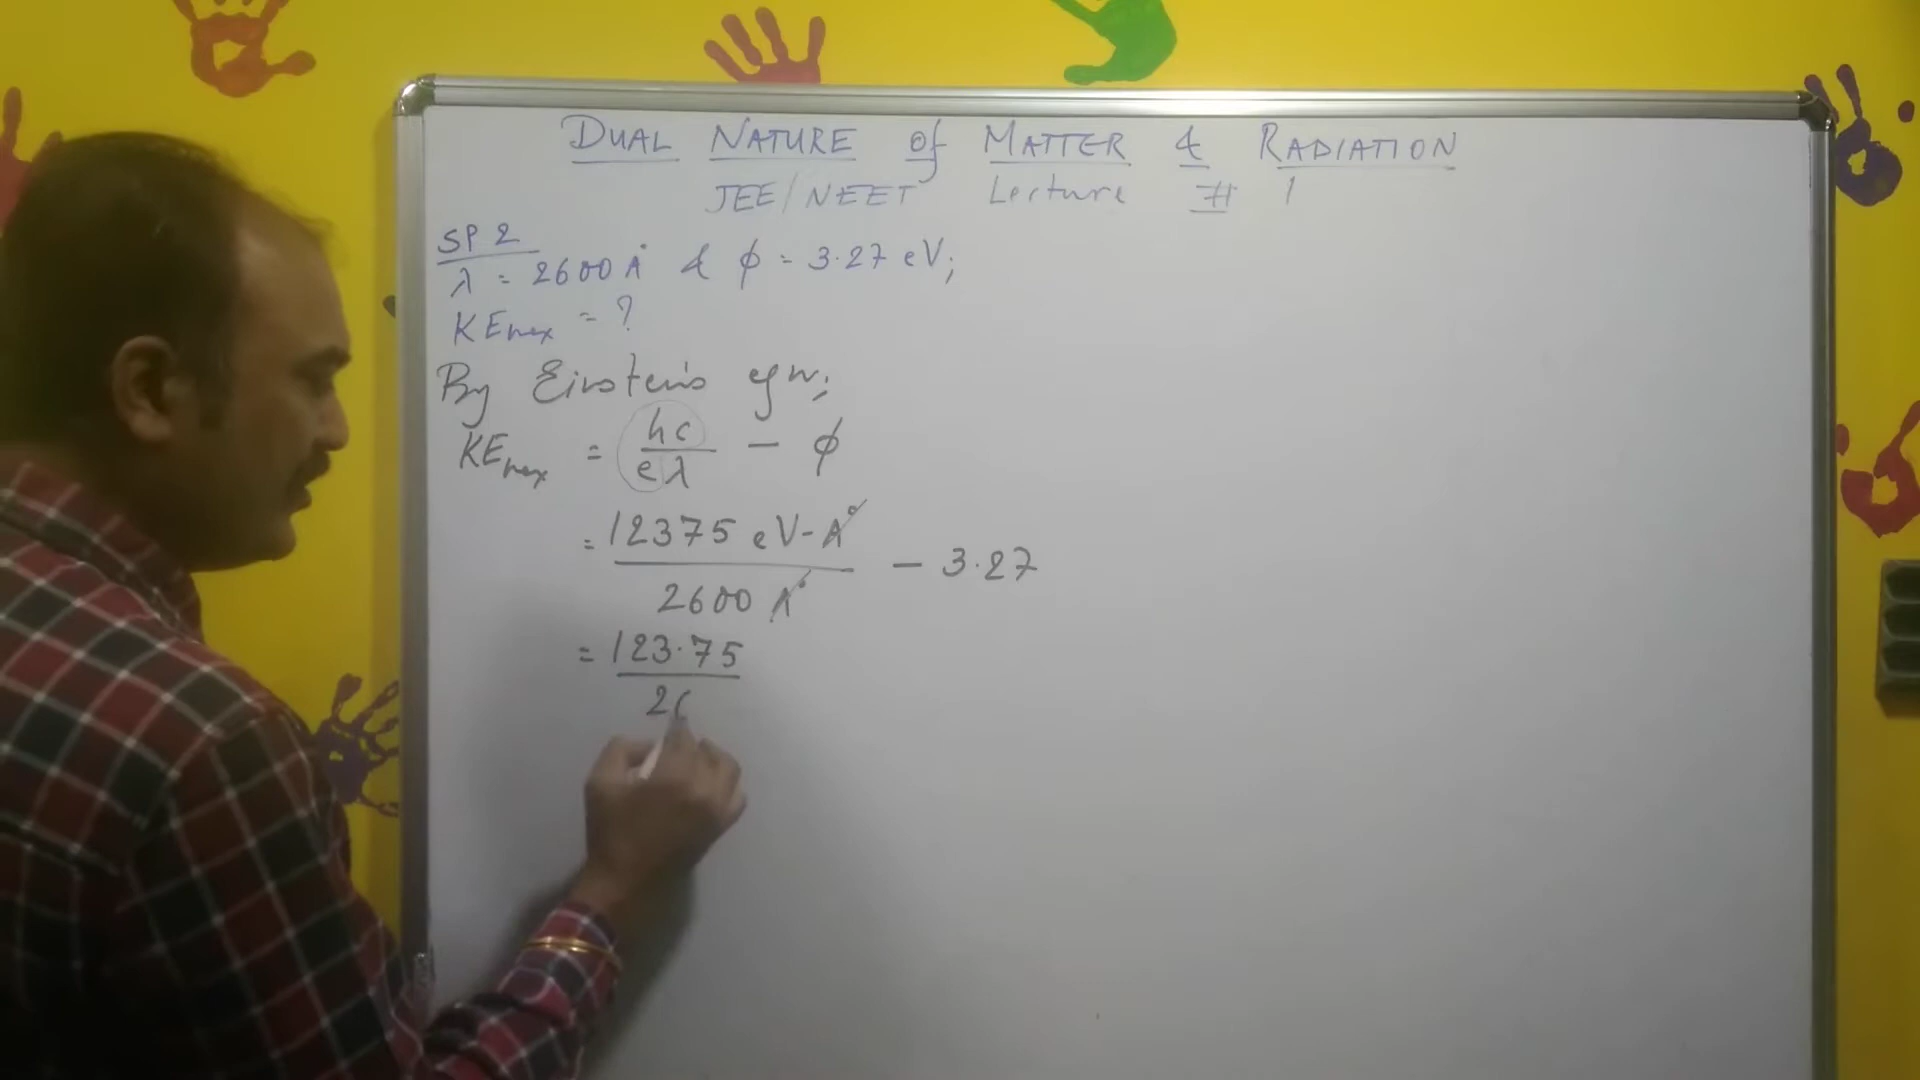 DUAL NATURE of MATTER & RADIATION
JEE/NEET Lecture # 1
SP 2
λ = 2600 A° & ϕ = 3.27 eV;
KEmax = ?
By Einstein's eqn;
KEmax = hc/eλ - ϕ
= 12375 eV-A°/2600 A° - 3.27
= 123.75/26